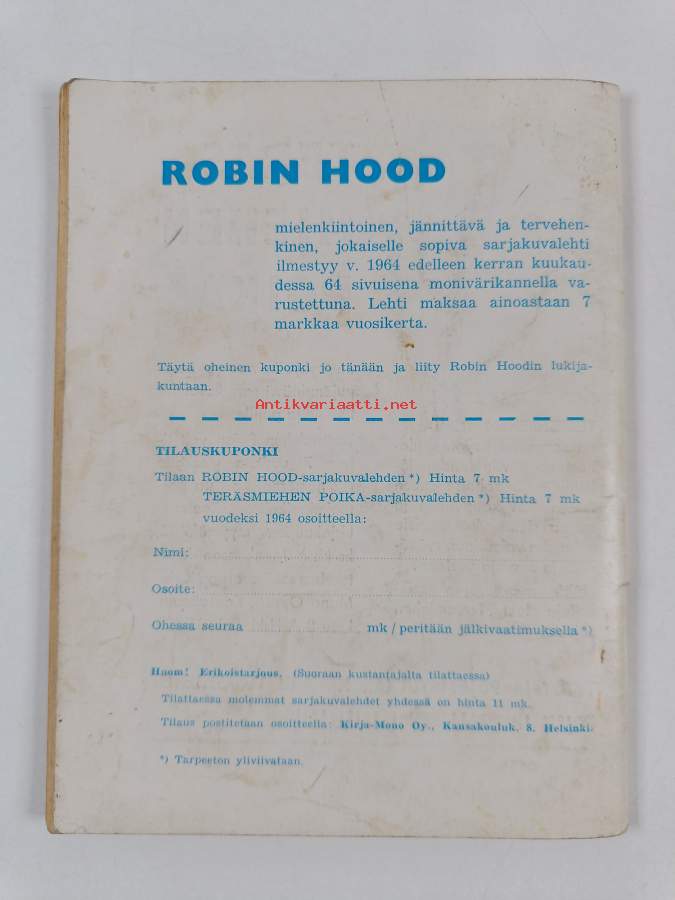 ROBIN HOOD
mielenkiintoinen, jännittävä ja tervehen-
kinen, jokaiselle sopiva sarjakuvalehti
ilmestyy v. 1964 edelleen kerran kuukau-
dessa 64 sivuisena monivärikannella va-
rustettuna. Lehti maksaa ainoastaan 7
markkaa vuosikerta.
Täytä oheinen kuponki jo tänään ja liity Robin Hoodin lukija-
kuntaan.
Antikvariaatti.net
TILAUSKUPONKI
Tilaan ROBIN HOOD-sarjakuvalehden*) Hinta 7 mk
TERÄSMIEHEN POIKA-sarjakuvalehden*) Hinta 7 mk
vuodeksi 1964 osoitteella:
Nimi:
Osoite:
Ohessa seuraa mk/peritään jälkivaatimuksella*)
Huom! Erikoistarjous. (Suoraan kustantajalta tilattaessa)
Tilattaessa molemmat sarjakuvalehdet yhdessä on hinta 11 mk.
Tilaus postitetaan osoitteella: Kirja-Mono Oy., Kansakouluk. 8, Helsinki.
*) Tarpeeton yliviivataan.